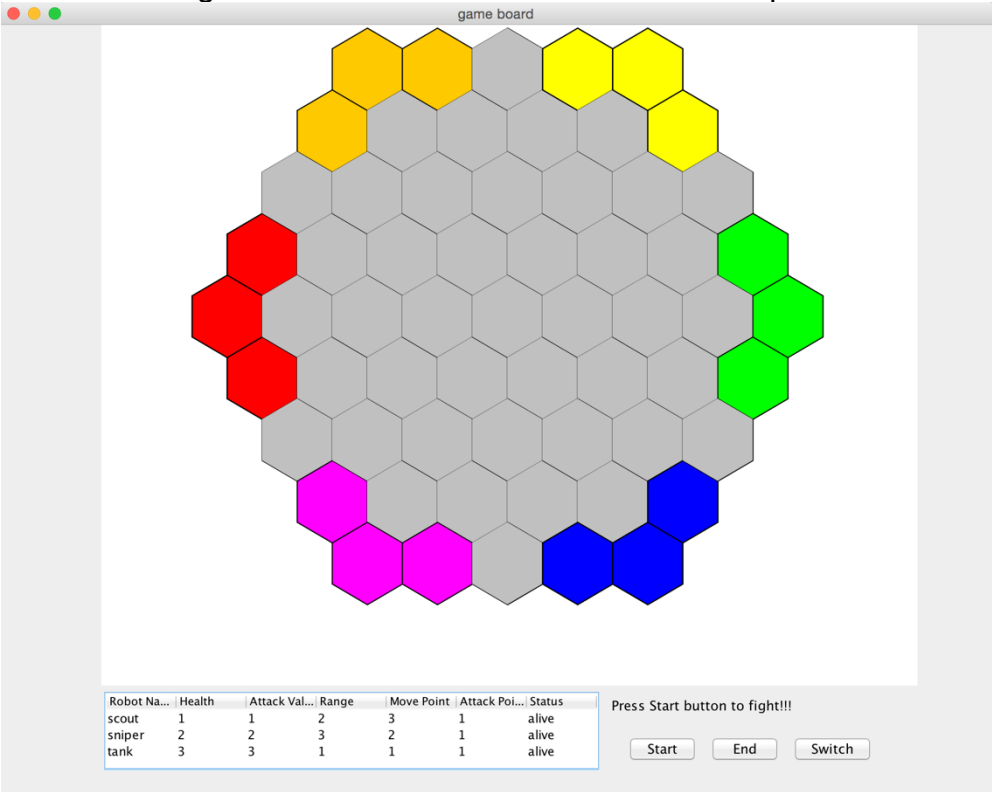 game board
Robot Na... Health Attack Val... Range Move Point Attack Poi... Status
scout 1 1 2 3 1 alive
sniper 2 2 3 2 1 alive
tank 3 3 1 1 1 alive
Press Start button to fight!!!
Start End Switch